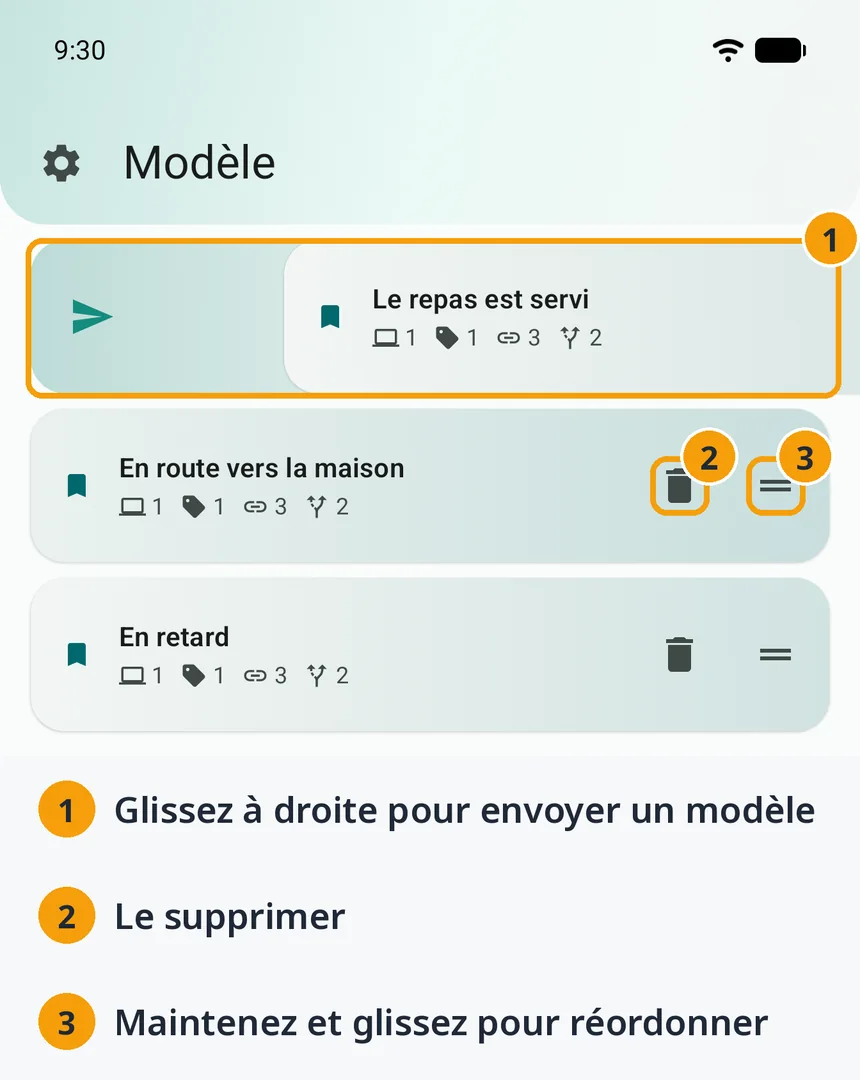 9:30
Modèle
1
Le repas est servi
1 1 3 2
En route vers la maison
1 1 3 2
2
3
En retard
1 1 3 2
1 Glissez à droite pour envoyer un modèle
2 Le supprimer
3 Maintenez et glissez pour réordonner